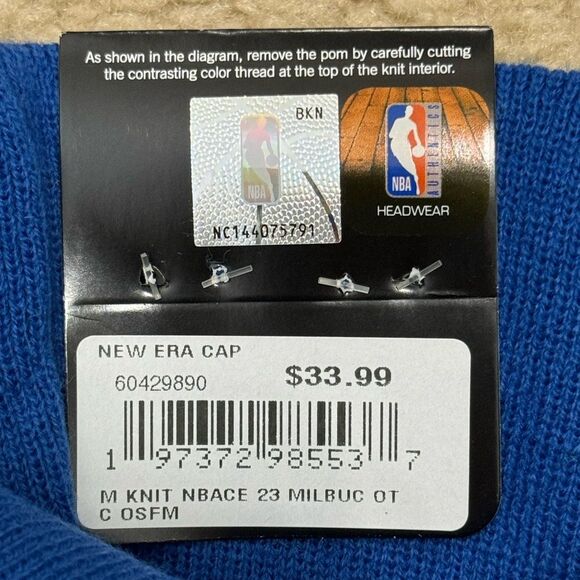 As shown in the diagram, remove the pom by carefully cutting
the contrasting color thread at the top of the knit interior.
BKN
NBA
NC144075791
NBA
AUTHENTICS
HEADWEAR
NEW ERA CAP
60429890
$33.99
1 97372 98553 7
M KNIT NBACE 23 MILBUC OT
C OSFM